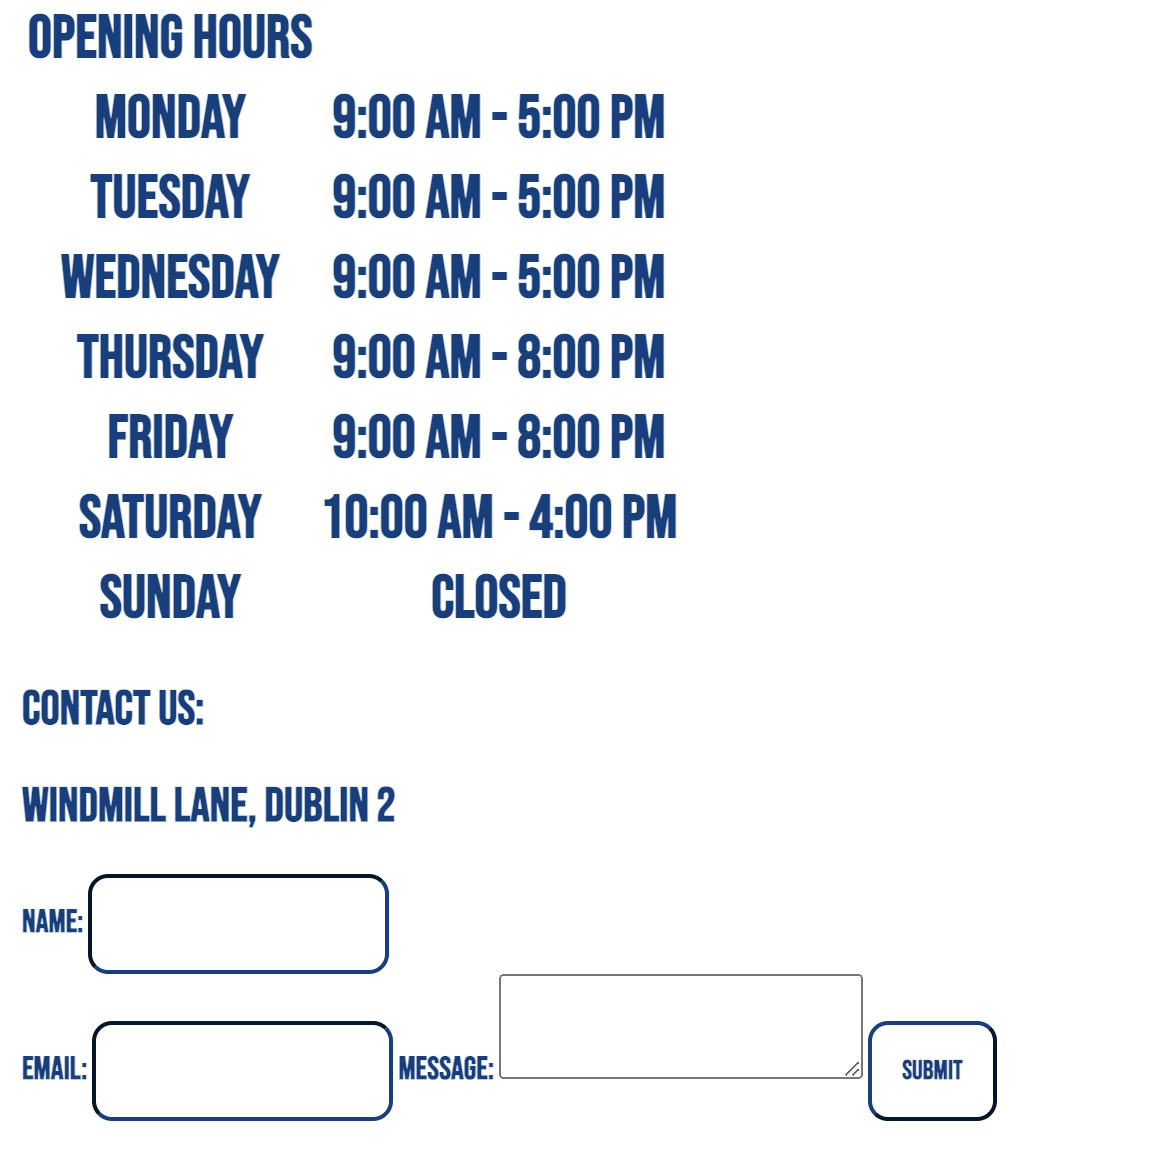 OPENING HOURS
MONDAY 9:00 AM - 5:00 PM
TUESDAY 9:00 AM - 5:00 PM
WEDNESDAY 9:00 AM - 5:00 PM
THURSDAY 9:00 AM - 8:00 PM
FRIDAY 9:00 AM - 8:00 PM
SATURDAY 10:00 AM - 4:00 PM
SUNDAY CLOSED
CONTACT US:
WINDMILL LANE, DUBLIN 2
NAME:
EMAIL: MESSAGE: SUBMIT